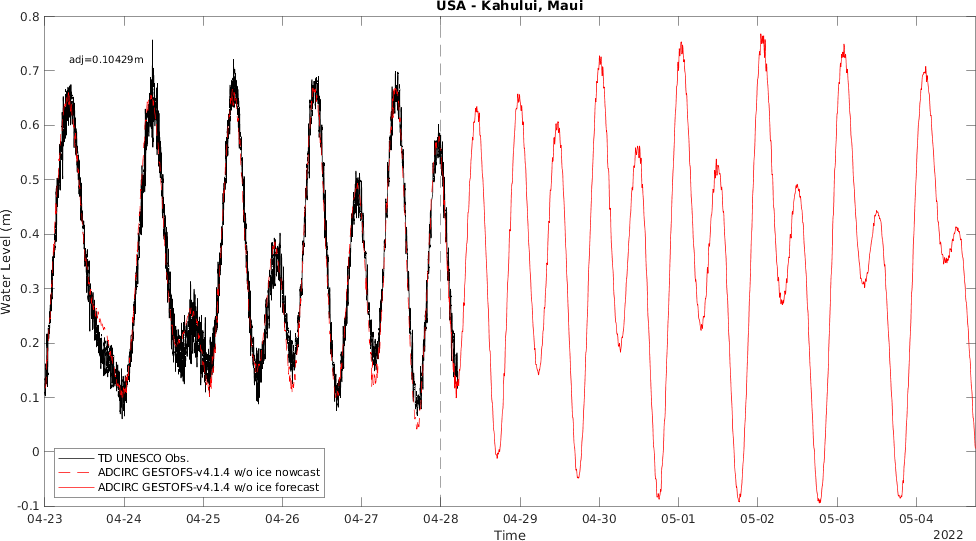 USA - Kahului, Maui
adj=0.10429m
0.8
0.7
0.6
0.5
0.4
0.3
0.2
0.1
0
-0.1
Water Level (m)
TD UNESCO Obs.
ADCIRC GESTOFS-v4.1.4 w/o ice nowcast
ADCIRC GESTOFS-v4.1.4 w/o ice forecast
04-23 04-24 04-25 04-26 04-27 04-28 04-29 04-30 05-01 05-02 05-03 05-04
Time
2022